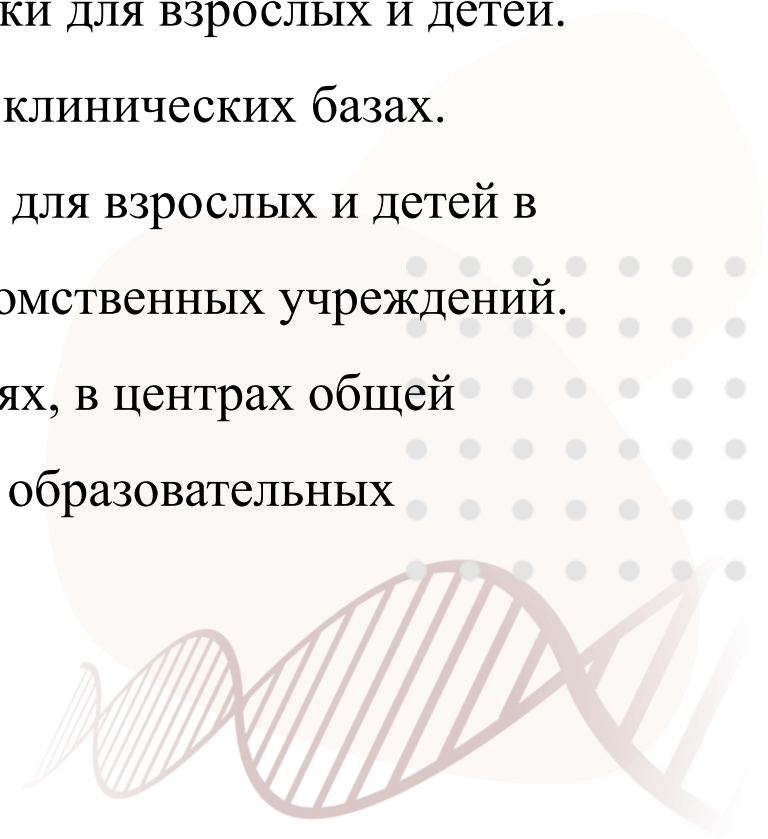 ки для взрослых и детей.
клинических базах.
для взрослых и детей в
омственных учреждений.
ях, в центрах общей
образовательных